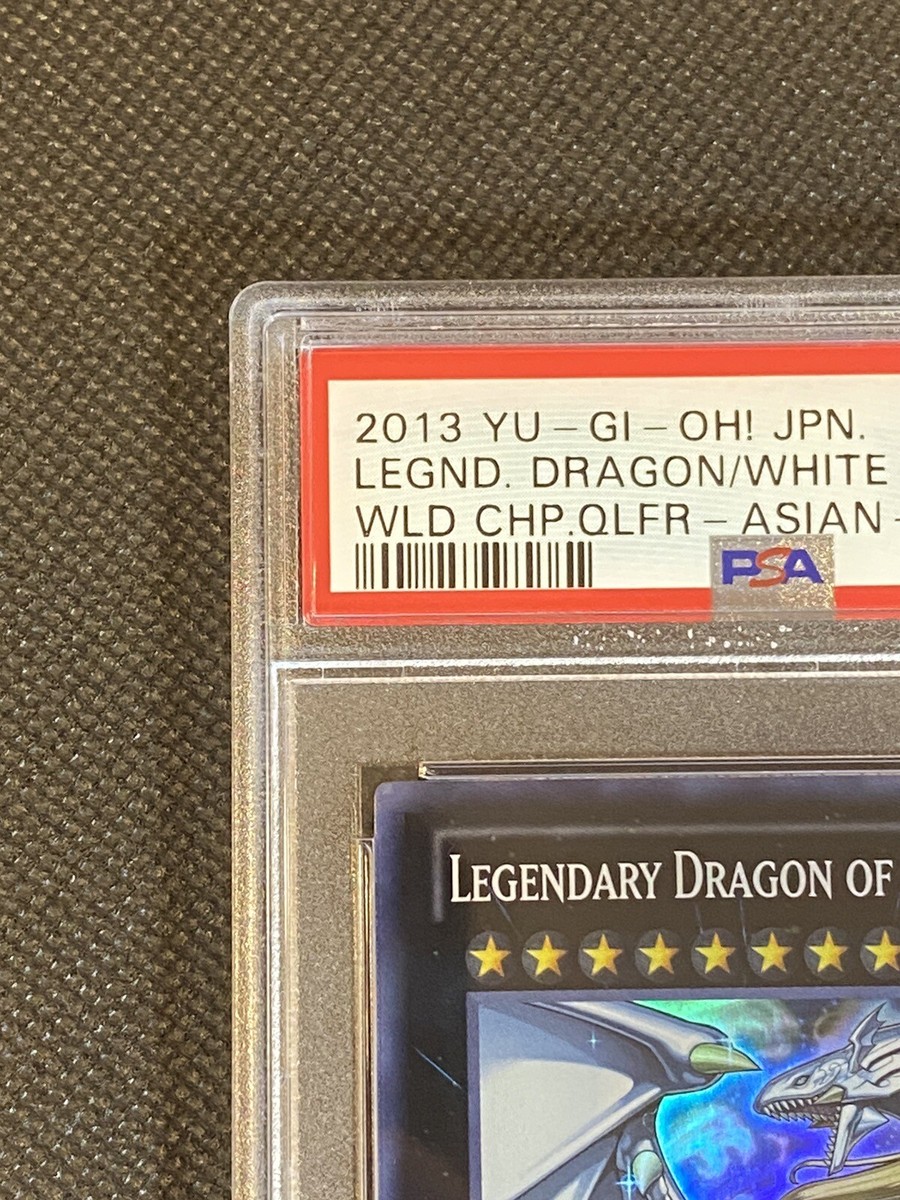 2013 YU-GI-OH! JPN.
LEGND. DRAGON/WHITE
WLD CHP.QLFR-ASIAN-
PSA
LEGENDARY DRAGON OF